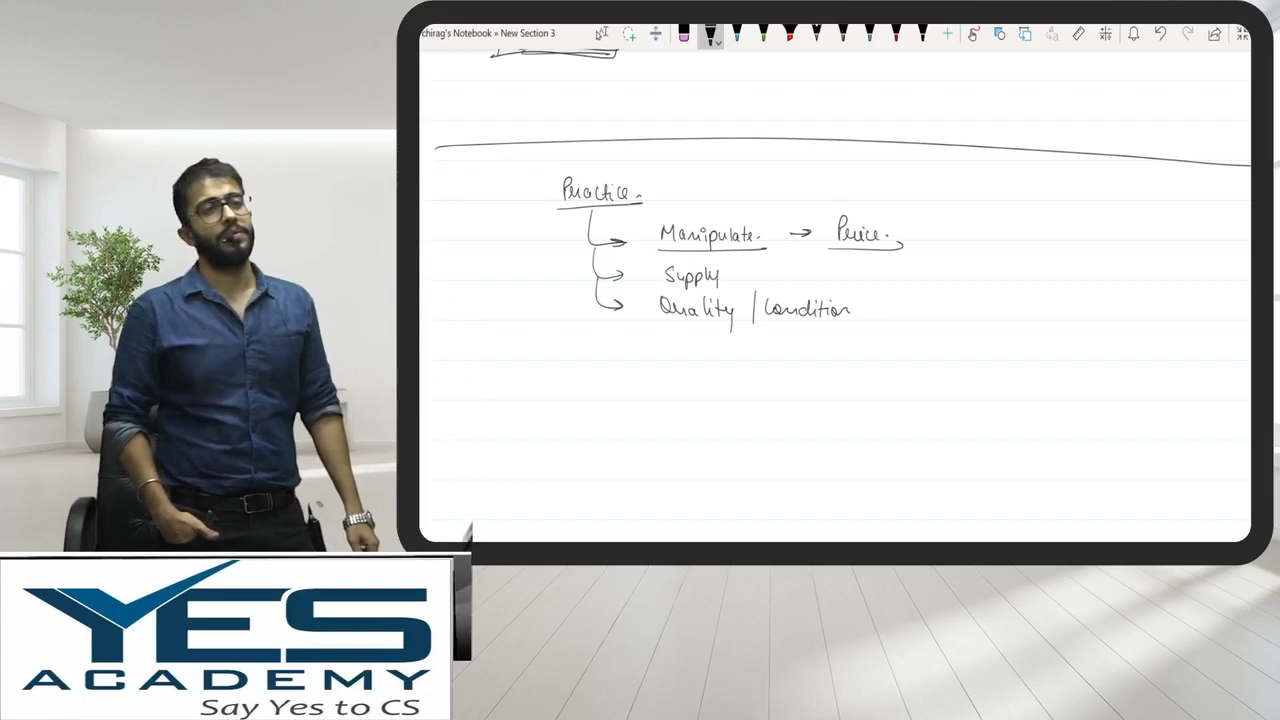 chirag's Notebook » New Section 3
Practice.
Manipulate. → Price.
Supply
Quality / Condition
YES
ACADEMY
Say Yes to CS